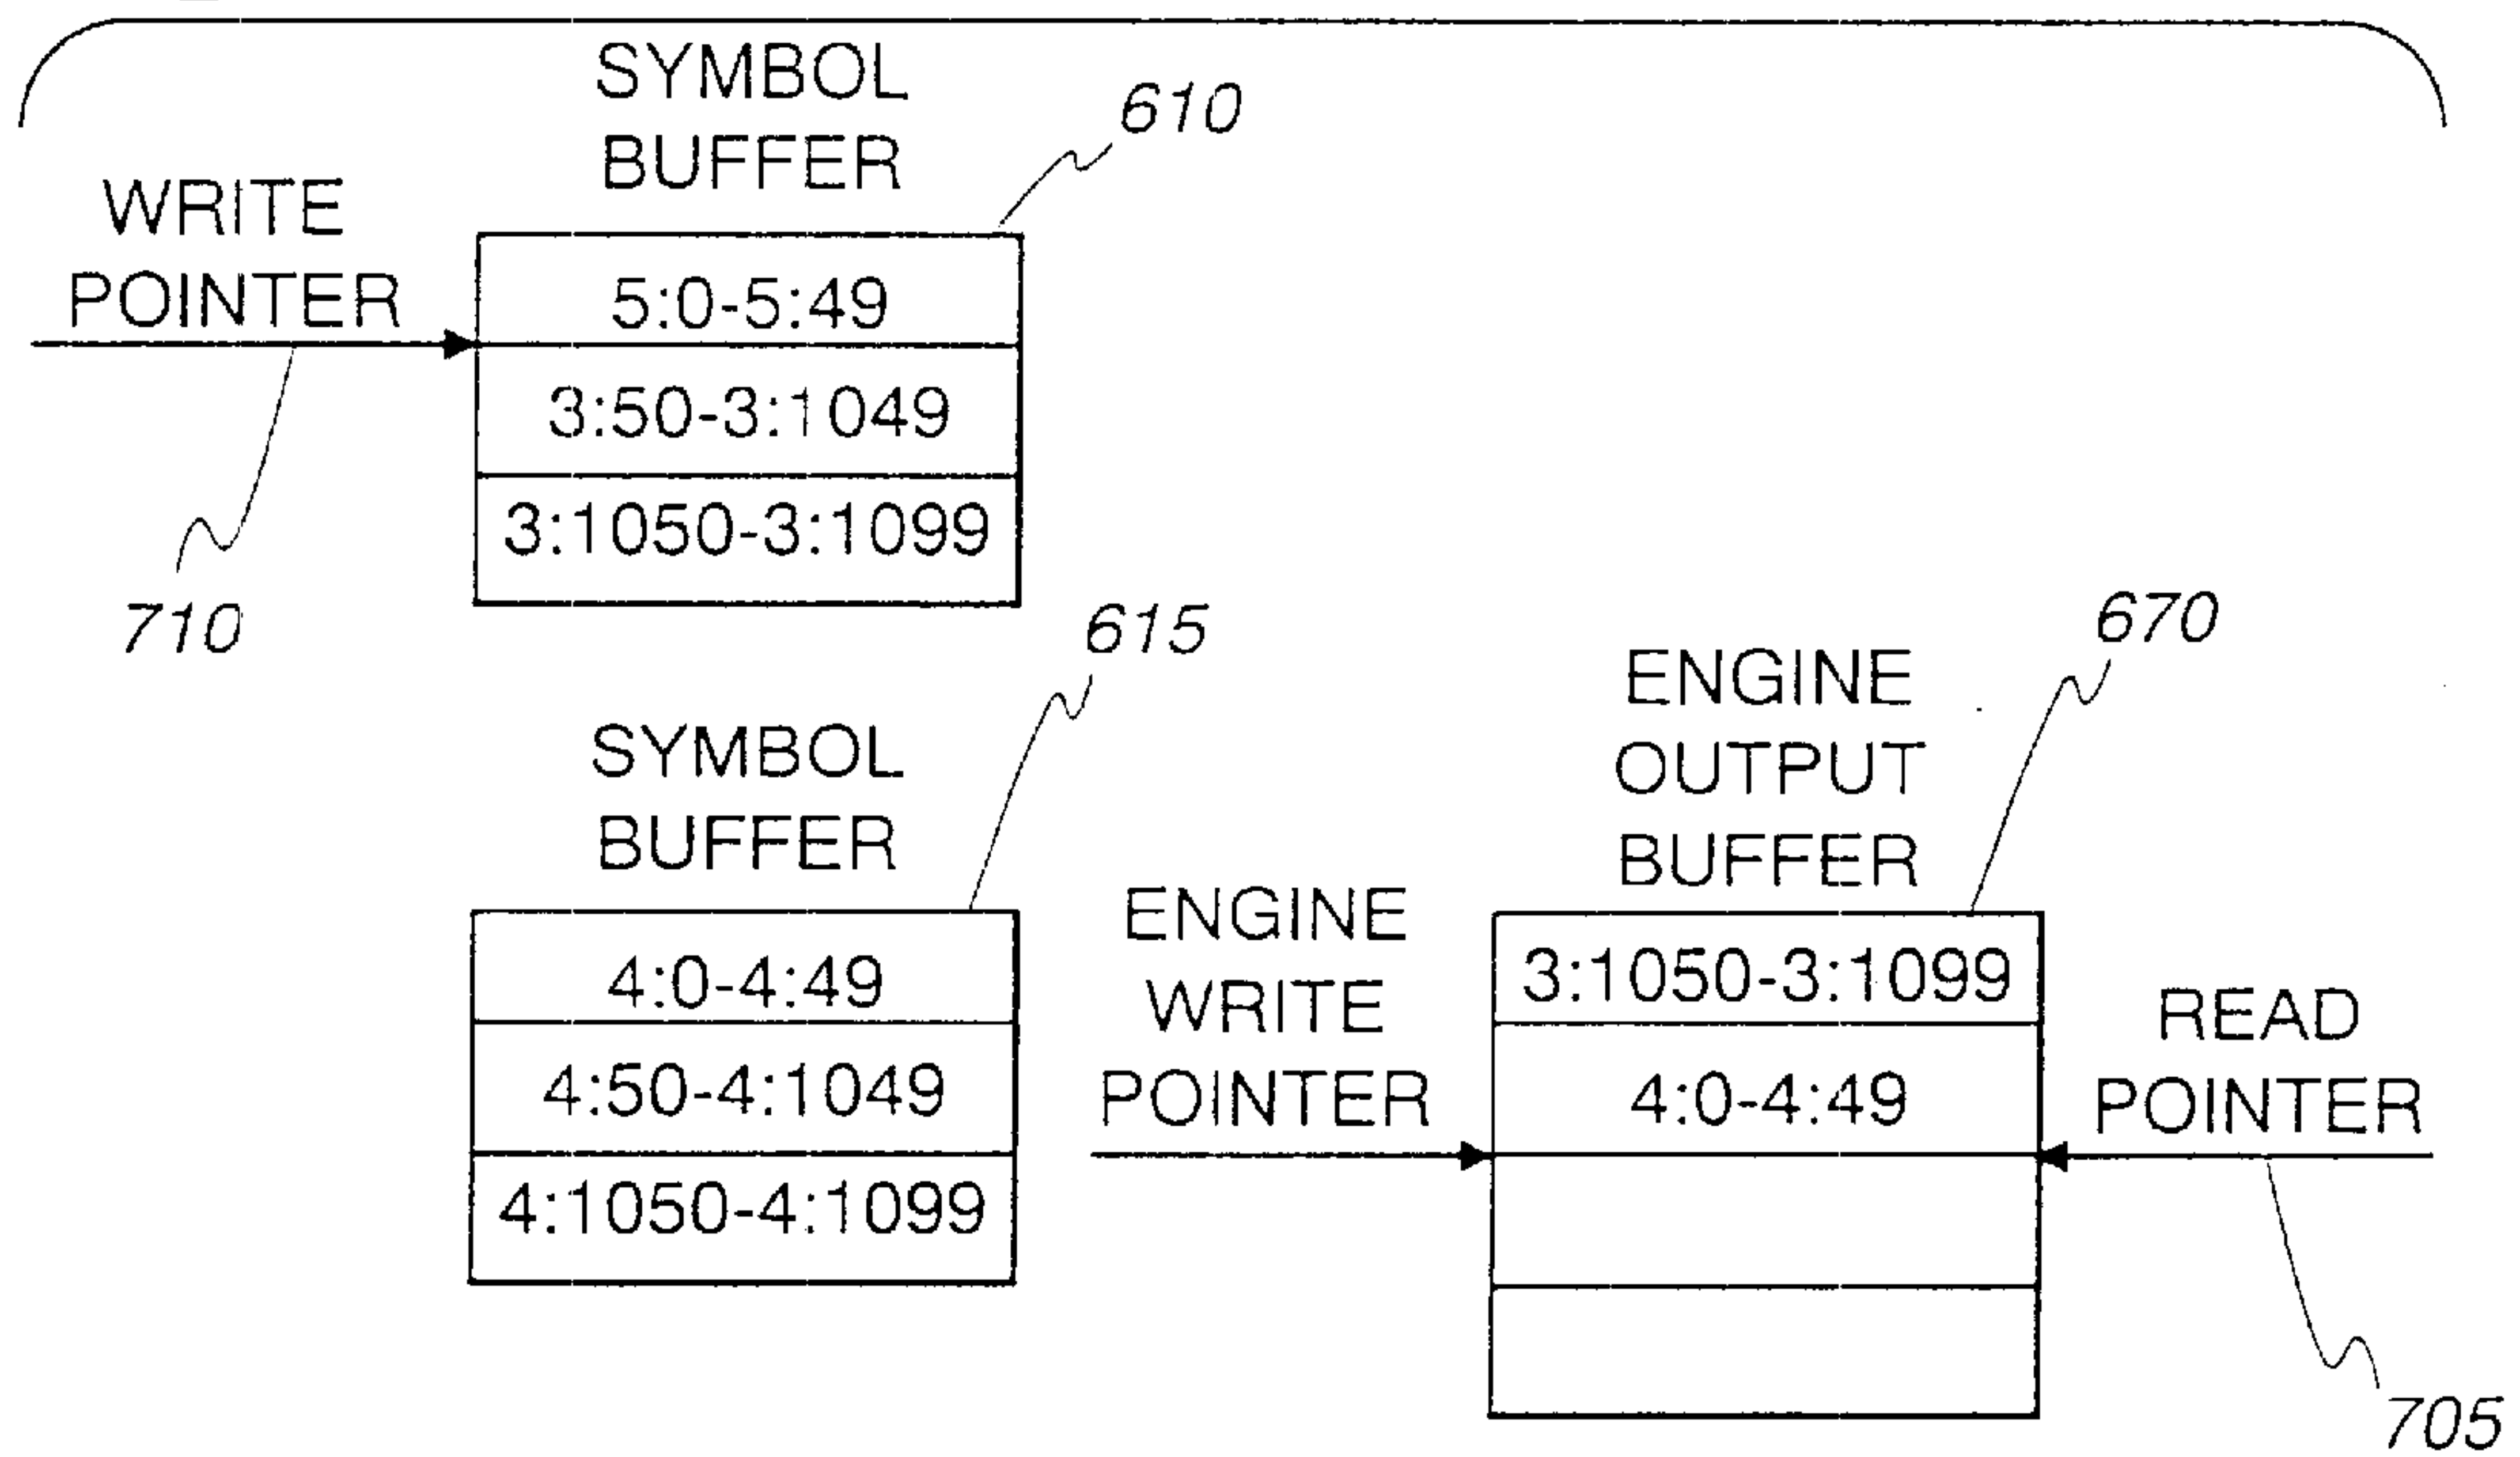 SYMBOL
BUFFER
610
WRITE
POINTER
5:0-5:49
3:50-3:1049
3:1050-3:1099
710
615
SYMBOL
BUFFER
4:0-4:49
4:50-4:1049
4:1050-4:1099
670
ENGINE
OUTPUT
BUFFER
ENGINE
WRITE
POINTER
3:1050-3:1099
4:0-4:49
READ
POINTER
705